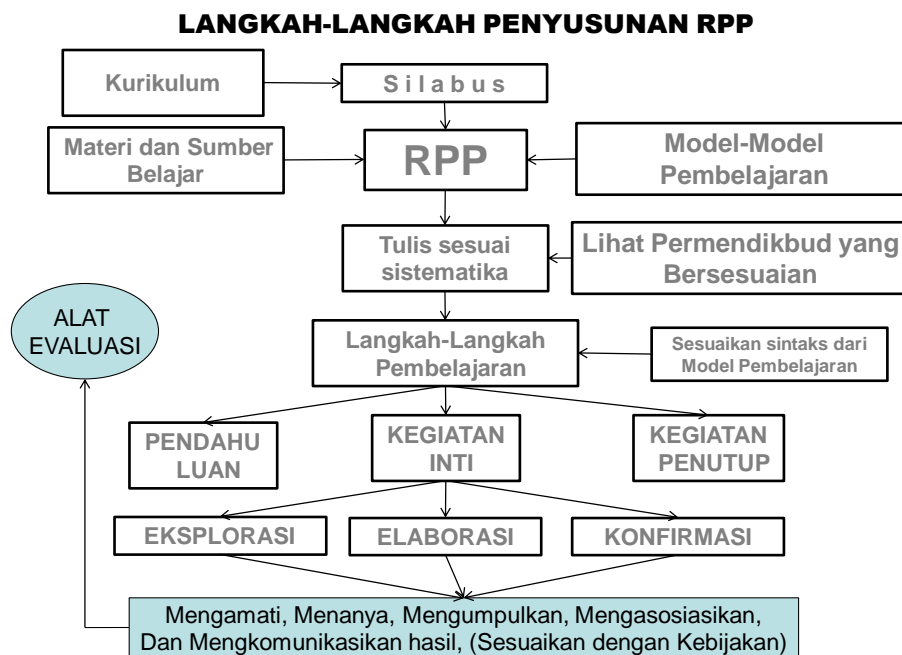 LANGKAH-LANGKAH PENYUSUNAN RPP
Kurikulum
S i l a b u s
Materi dan Sumber
Belajar
RPP
Model-Model
Pembelajaran
Tulis sesuai
sistematika
Lihat Permendikbud yang
Bersesuaian
ALAT
EVALUASI
Langkah-Langkah
Pembelajaran
Sesuaikan sintaks dari
Model Pembelajaran
PENDAHU
LUAN
KEGIATAN
INTI
KEGIATAN
PENUTUP
EKSPLORASI
ELABORASI
KONFIRMASI
Mengamati, Menanya, Mengumpulkan, Mengasosiasikan,
Dan Mengkomunikasikan hasil, (Sesuaikan dengan Kebijakan)